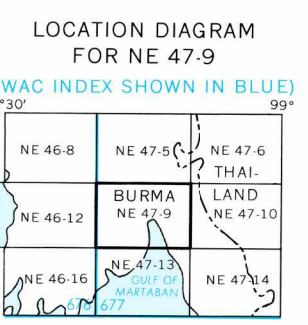 LOCATION DIAGRAM
FOR NE 47-9
WAC INDEX SHOWN IN BLUE)
°30′ 99°
NE 46-8 NE 47-5 NE 47-6
THAI-
BURMA LAND
NE 46-12 NE 47-9 NE 47-10
NE 46-16 NE 47-13 NE 47-14
GULF OF
MARTABAN
676 677